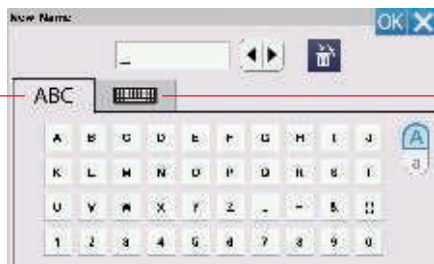 New Name
OK X
_
ABC
A B C D E F G H I J
A
K L M N O P Q R S T
a
U V W X Y Z . - &
1 2 3 4 5 6 7 8 9 0